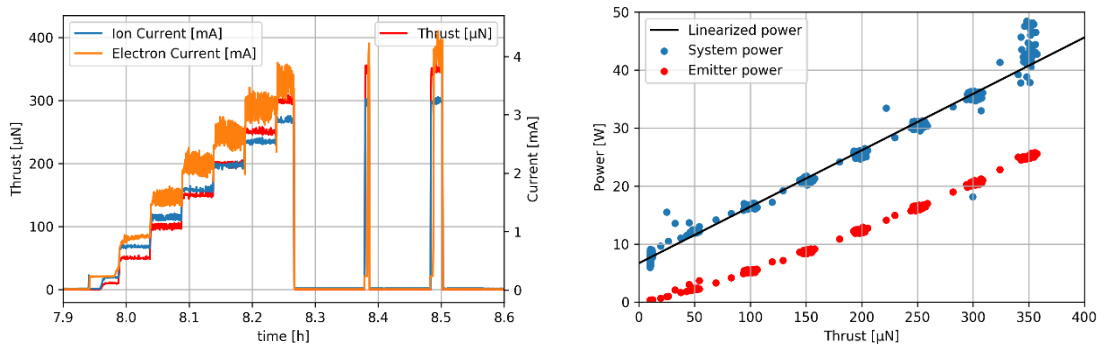 Ion Current [mA]
Electron Current [mA]
Thrust [μN]
400
300
200
100
0
Thrust [μN]
4
3
2
1
0
Current [mA]
7.9 8.0 8.1 8.2 8.3 8.4 8.5 8.6
time [h]
Linearized power
System power
Emitter power
50
40
30
20
10
0
Power [W]
0 50 100 150 200 250 300 350 400
Thrust [μN]